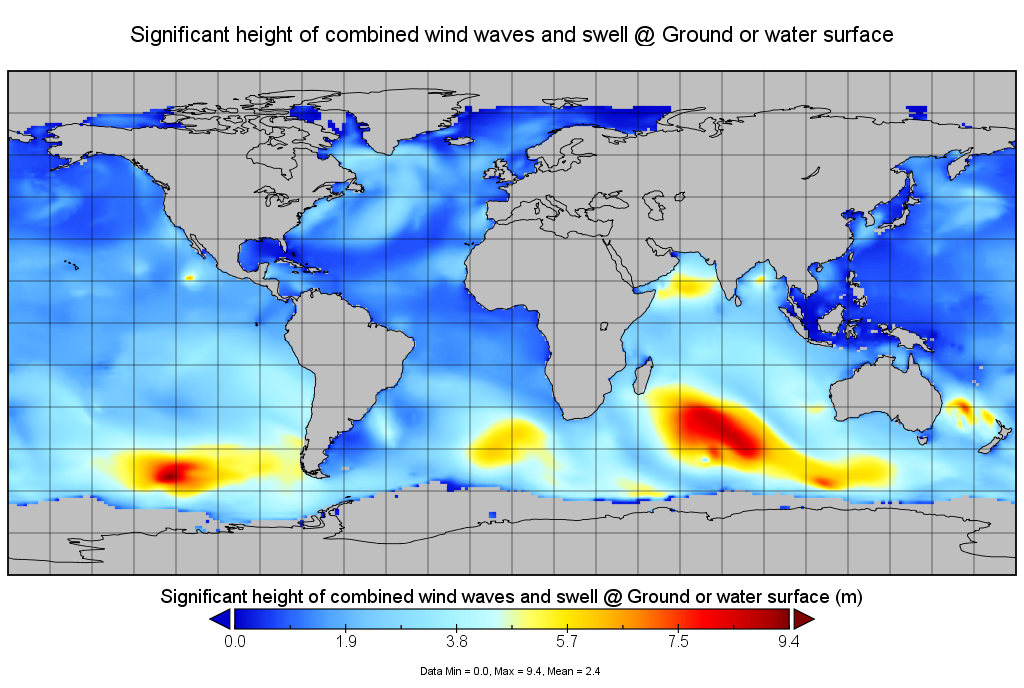 Significant height of combined wind waves and swell @ Ground or water surface
Significant height of combined wind waves and swell @ Ground or water surface (m)
0.0 1.9 3.8 5.7 7.5 9.4
Data Min = 0.0, Max = 9.4, Mean = 2.4